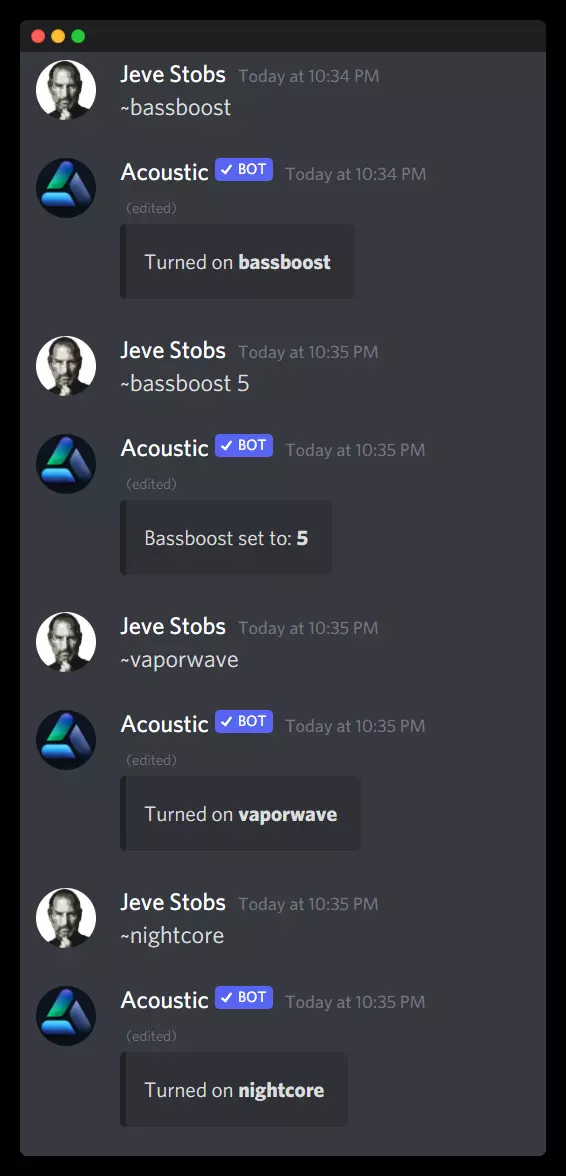 Jeve Stobs Today at 10:34 PM
~bassboost
Acoustic ✓ BOT Today at 10:34 PM
(edited)
Turned on bassboost
Jeve Stobs Today at 10:35 PM
~bassboost 5
Acoustic ✓ BOT Today at 10:35 PM
(edited)
Bassboost set to: 5
Jeve Stobs Today at 10:35 PM
~vaporwave
Acoustic ✓ BOT Today at 10:35 PM
(edited)
Turned on vaporwave
Jeve Stobs Today at 10:35 PM
~nightcore
Acoustic ✓ BOT Today at 10:35 PM
(edited)
Turned on nightcore